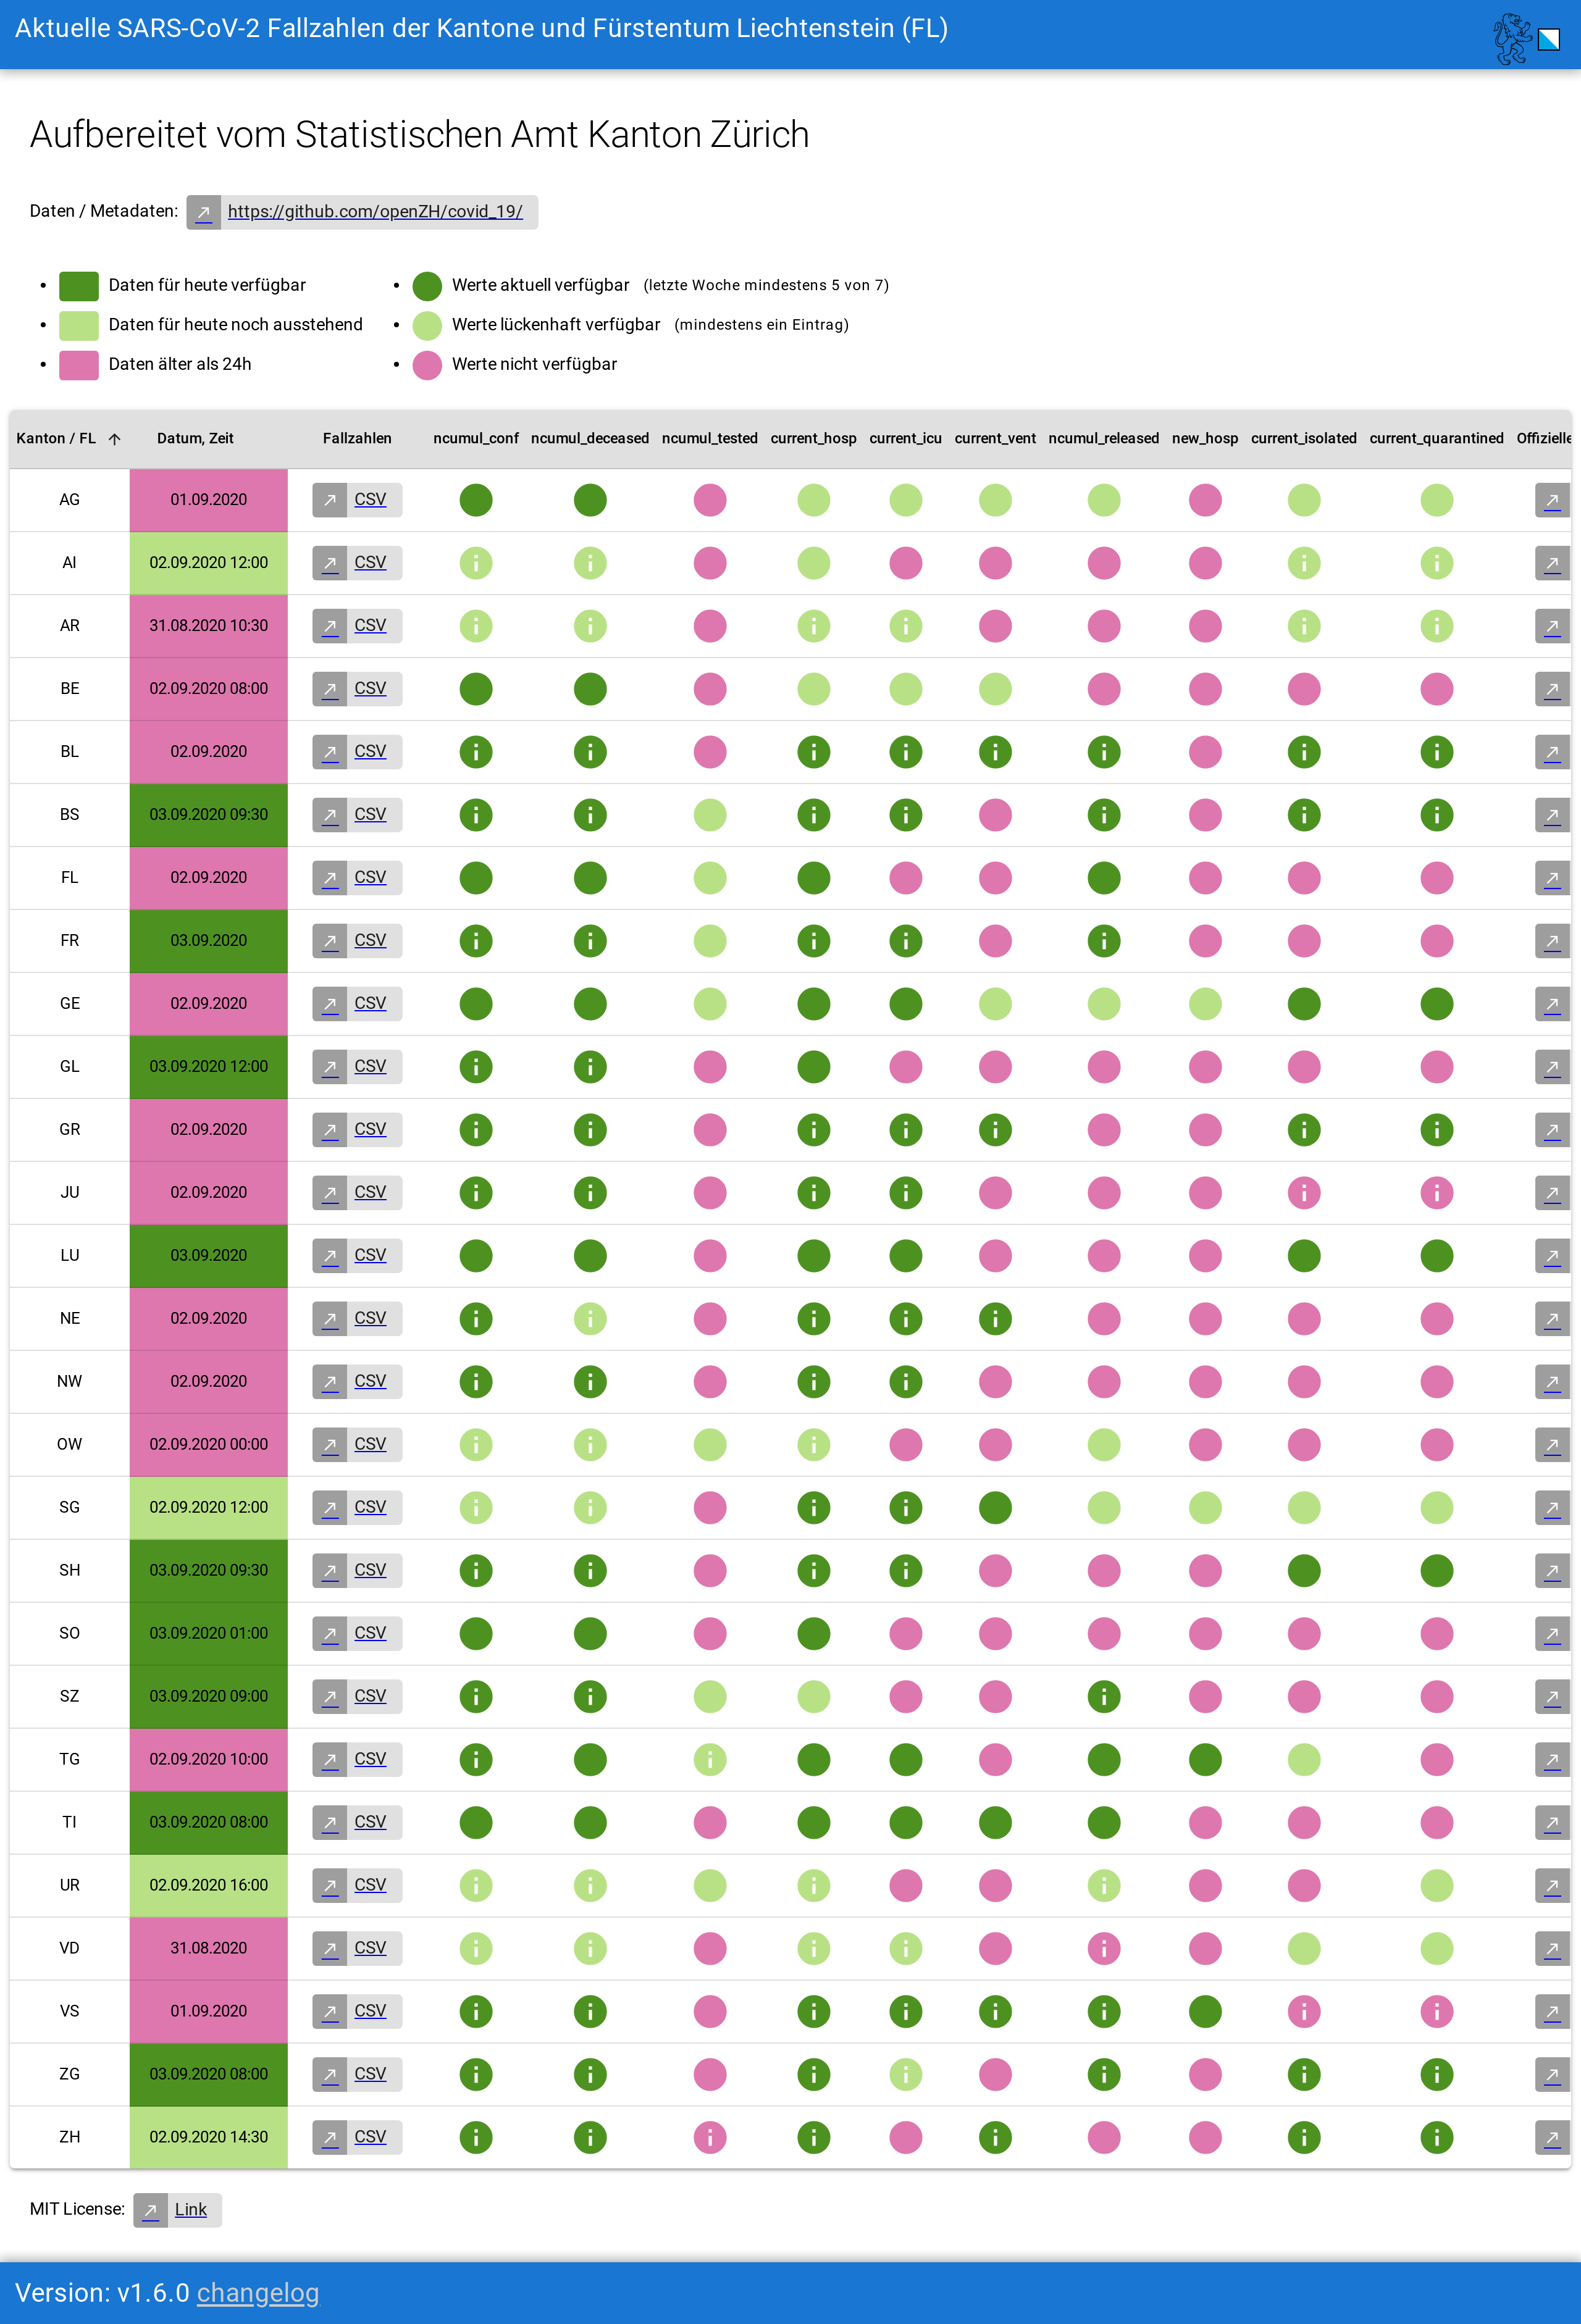 Aktuelle SARS-CoV-2 Fallzahlen der Kantone und Fürstentum Liechtenstein (FL)
Aufbereitet vom Statistischen Amt Kanton Zürich
Daten / Metadaten: https://github.com/openZH/covid_19/
Daten für heute verfügbar
Daten für heute noch ausstehend
Daten älter als 24h
Werte aktuell verfügbar (letzte Woche mindestens 5 von 7)
Werte lückenhaft verfügbar (mindestens ein Eintrag)
Werte nicht verfügbar
Kanton / FL Datum, Zeit Fallzahlen ncumul_conf ncumul_deceased ncumul_tested current_hosp current_icu current_vent ncumul_released new_hosp current_isolated current_quarantined Offizielle
AG 01.09.2020 CSV
AI 02.09.2020 12:00 CSV
AR 31.08.2020 10:30 CSV
BE 02.09.2020 08:00 CSV
BL 02.09.2020 CSV
BS 03.09.2020 09:30 CSV
FL 02.09.2020 CSV
FR 03.09.2020 CSV
GE 02.09.2020 CSV
GL 03.09.2020 12:00 CSV
GR 02.09.2020 CSV
JU 02.09.2020 CSV
LU 03.09.2020 CSV
NE 02.09.2020 CSV
NW 02.09.2020 CSV
OW 02.09.2020 00:00 CSV
SG 02.09.2020 12:00 CSV
SH 03.09.2020 09:30 CSV
SO 03.09.2020 01:00 CSV
SZ 03.09.2020 09:00 CSV
TG 02.09.2020 10:00 CSV
TI 03.09.2020 08:00 CSV
UR 02.09.2020 16:00 CSV
VD 31.08.2020 CSV
VS 01.09.2020 CSV
ZG 03.09.2020 08:00 CSV
ZH 02.09.2020 14:30 CSV
MIT License: Link
Version: v1.6.0 changelog